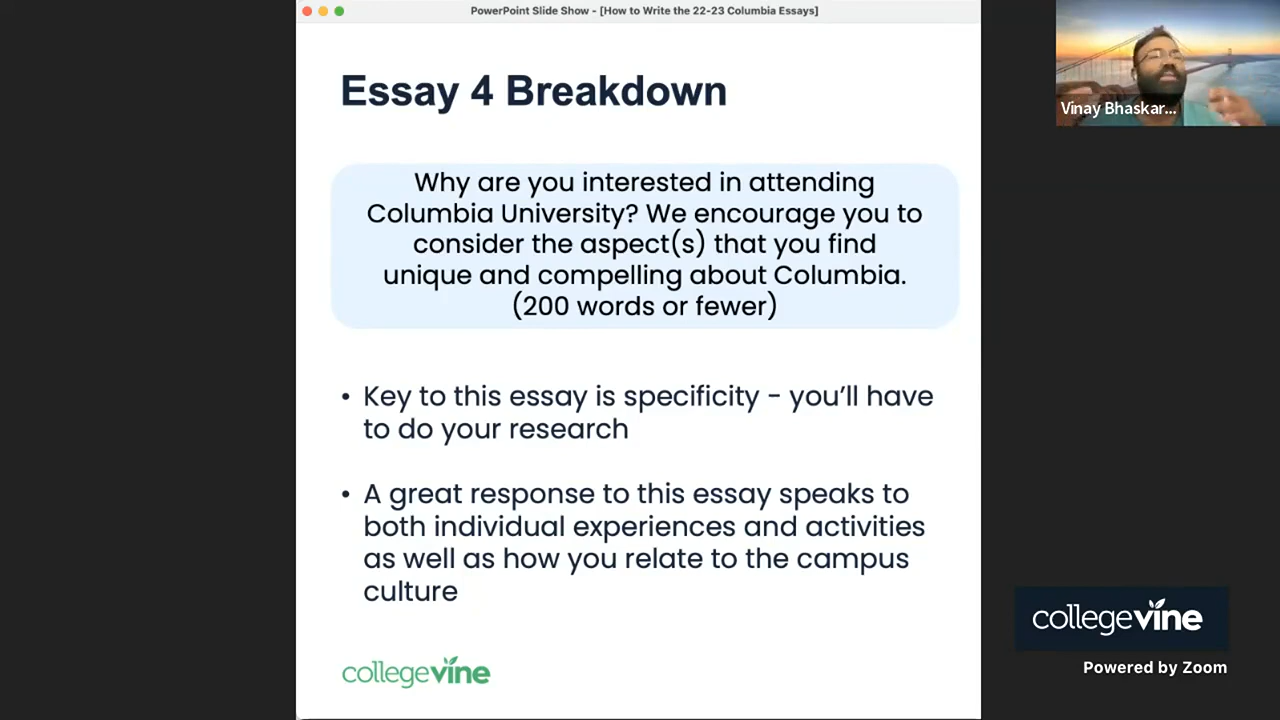 PowerPoint Slide Show - [How to Write the 22-23 Columbia Essays]
Essay 4 Breakdown
Why are you interested in attending
Columbia University? We encourage you to
consider the aspect(s) that you find
unique and compelling about Columbia.
(200 words or fewer)
• Key to this essay is specificity - you’ll have
to do your research
• A great response to this essay speaks to
both individual experiences and activities
as well as how you relate to the campus
culture
collegevine
Vinay Bhaskar...
collegevine
Powered by Zoom